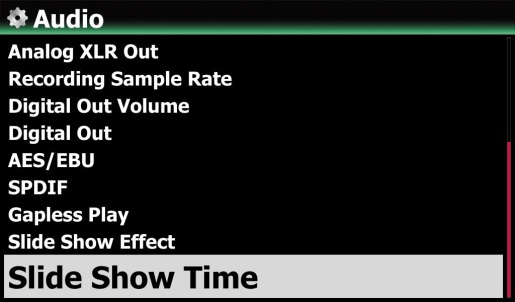 Audio
Analog XLR Out
Recording Sample Rate
Digital Out Volume
Digital Out
AES/EBU
SPDIF
Gapless Play
Slide Show Effect
Slide Show Time